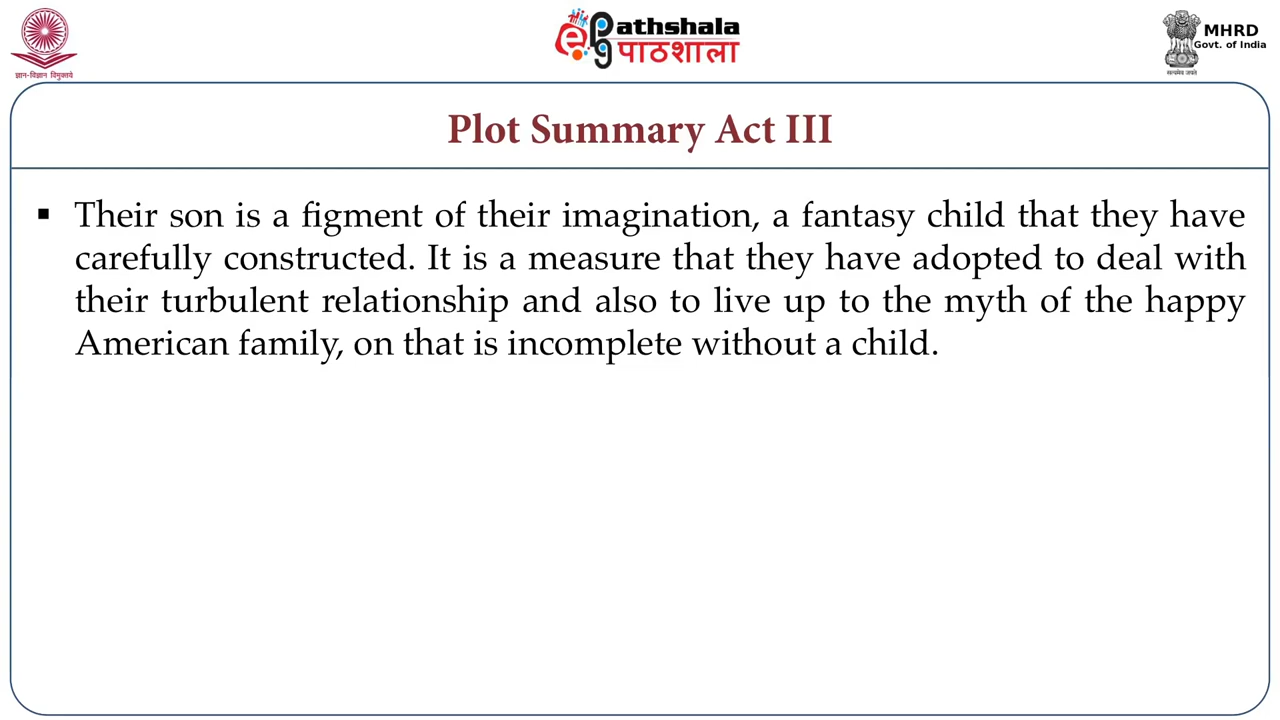 ज्ञान-विज्ञान विमुक्तये
ePathshala
पाठशाला
MHRD
Govt. of India
सत्यमेव जयते
Plot Summary Act III
▪ Their son is a figment of their imagination, a fantasy child that they have
carefully constructed. It is a measure that they have adopted to deal with
their turbulent relationship and also to live up to the myth of the happy
American family, on that is incomplete without a child.